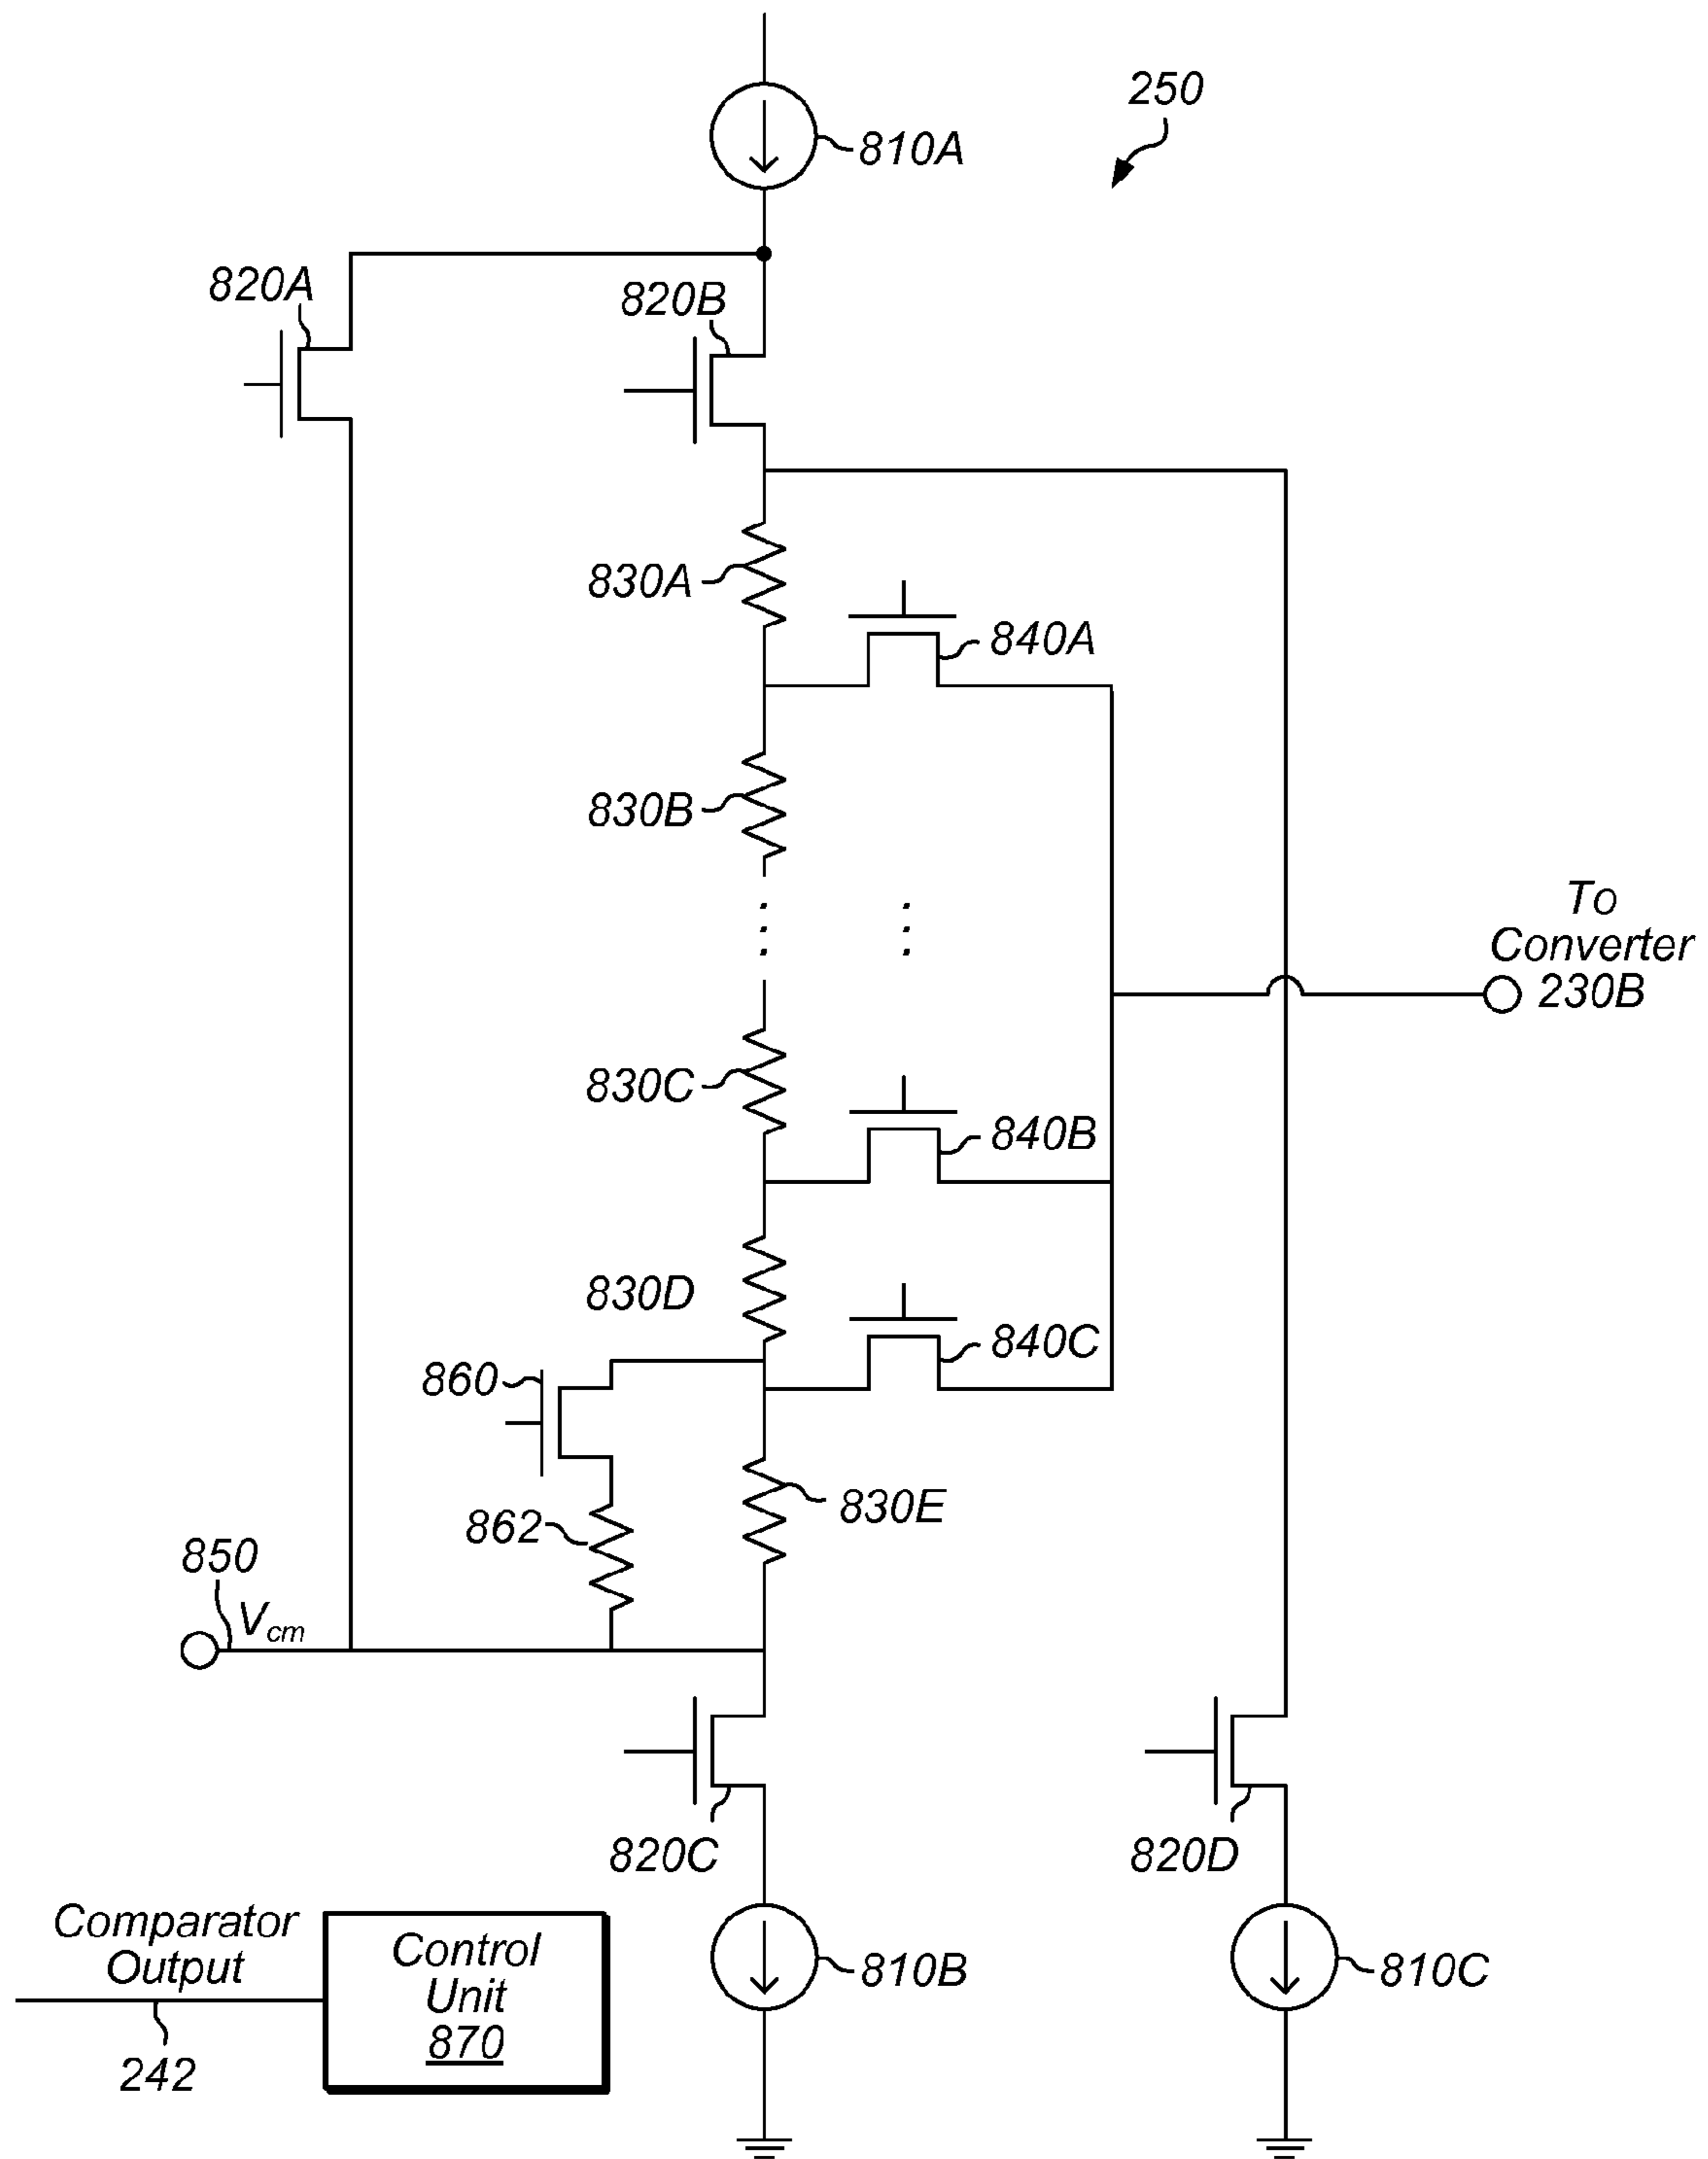 250
810A
820A
820B
830A
840A
830B
To
Converter
230B
830C
840B
830D
840C
860
830E
862
850
Vcm
820C
820D
Comparator
Output
Control
Unit
870
810B
810C
242